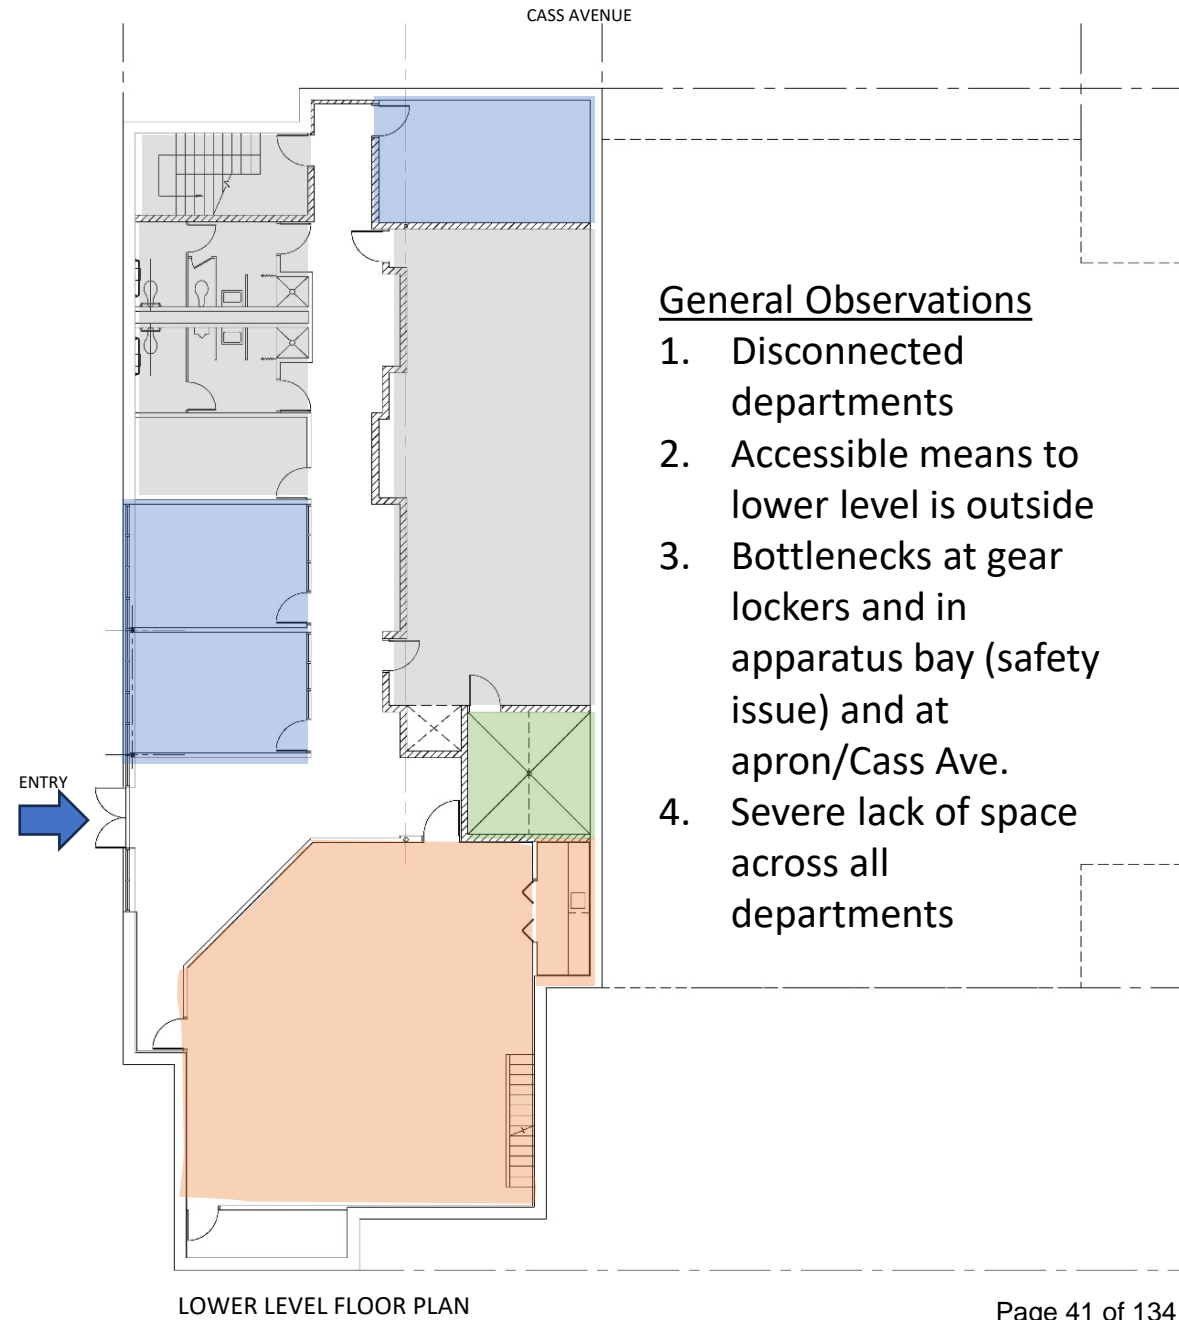 CASS AVENUE
General Observations
1. Disconnected
departments
2. Accessible means to
lower level is outside
3. Bottlenecks at gear
lockers and in
apparatus bay (safety
issue) and at
apron/Cass Ave.
4. Severe lack of space
across all
departments
ENTRY
LOWER LEVEL FLOOR PLAN
Page 41 of 134